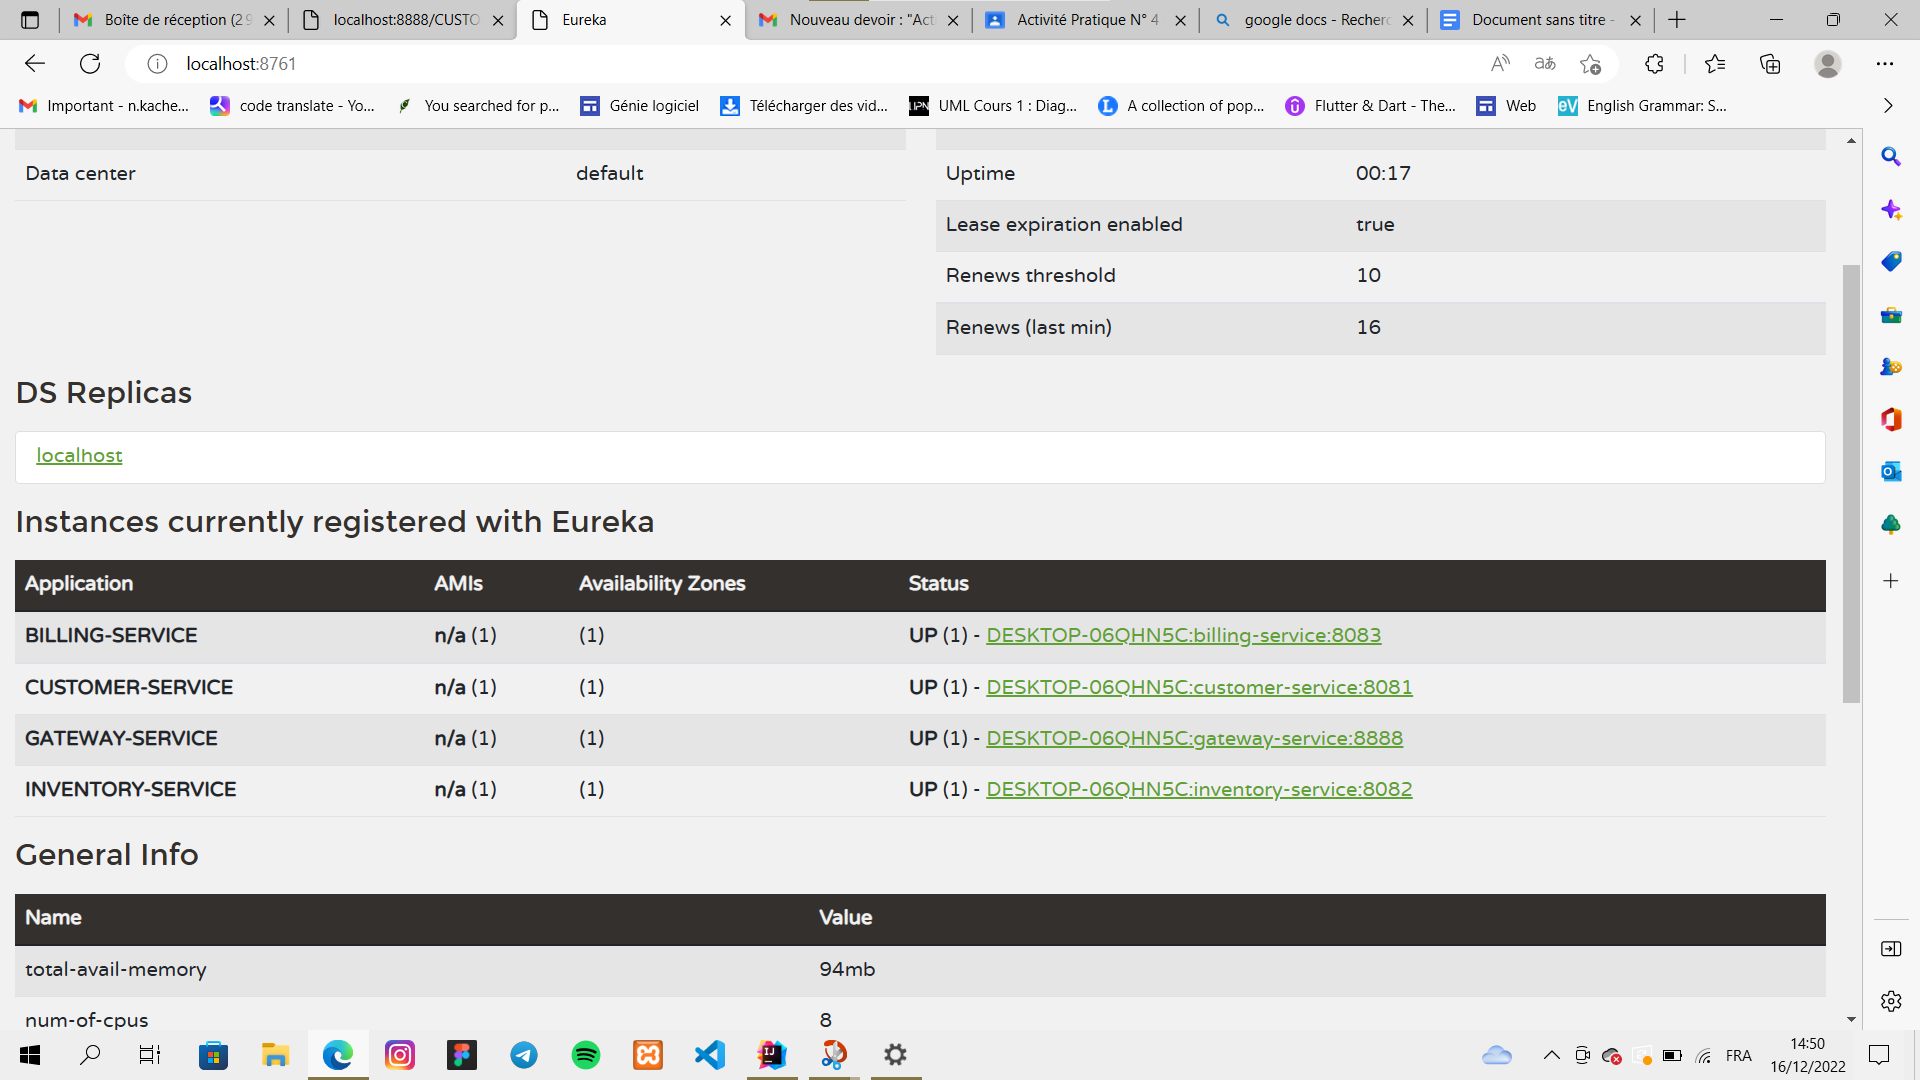 Boîte de réception (2 9
localhost:8888/CUSTO
Eureka
Nouveau devoir : "Act
Activité Pratique N° 4
google docs - Recherc
Document sans titre -
localhost:8761
Important - n.kache...
code translate - Yo...
You searched for p...
Génie logiciel
Télécharger des vid...
UML Cours 1 : Diag...
A collection of pop...
Flutter & Dart - The...
Web
English Grammar: S...
Data center default
Uptime 00:17
Lease expiration enabled true
Renews threshold 10
Renews (last min) 16
DS Replicas
localhost
Instances currently registered with Eureka
Application AMIs Availability Zones Status
BILLING-SERVICE n/a (1) (1) UP (1) - DESKTOP-06QHN5C:billing-service:8083
CUSTOMER-SERVICE n/a (1) (1) UP (1) - DESKTOP-06QHN5C:customer-service:8081
GATEWAY-SERVICE n/a (1) (1) UP (1) - DESKTOP-06QHN5C:gateway-service:8888
INVENTORY-SERVICE n/a (1) (1) UP (1) - DESKTOP-06QHN5C:inventory-service:8082
General Info
Name Value
total-avail-memory 94mb
num-of-cpus 8
FRA
14:50
16/12/2022